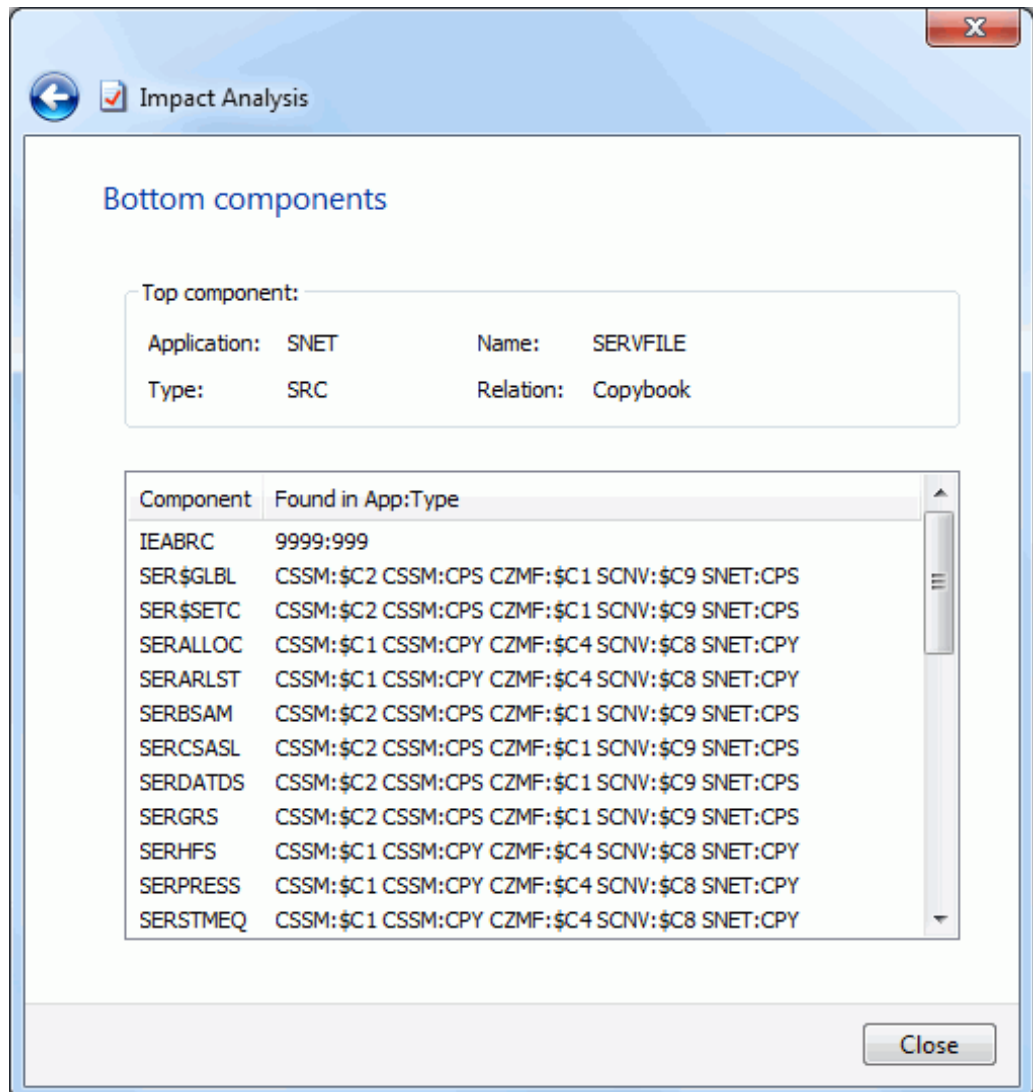 Impact Analysis
Bottom components
Top component:
Application: SNET Name: SERVFILE
Type: SRC Relation: Copybook
Component Found in App:Type
IEABRC 9999:999
SER$GLBL CSSM:$C2 CSSM:CPS CZMF:$C1 SCNV:$C9 SNET:CPS
SER$SETC CSSM:$C2 CSSM:CPS CZMF:$C1 SCNV:$C9 SNET:CPS
SERALLOC CSSM:$C1 CSSM:CPY CZMF:$C4 SCNV:$C8 SNET:CPY
SERARLST CSSM:$C1 CSSM:CPY CZMF:$C4 SCNV:$C8 SNET:CPY
SERBSAM CSSM:$C2 CSSM:CPS CZMF:$C1 SCNV:$C9 SNET:CPS
SERCSASL CSSM:$C2 CSSM:CPS CZMF:$C1 SCNV:$C9 SNET:CPS
SERDATDS CSSM:$C2 CSSM:CPS CZMF:$C1 SCNV:$C9 SNET:CPS
SERGRS CSSM:$C2 CSSM:CPS CZMF:$C1 SCNV:$C9 SNET:CPS
SERHFS CSSM:$C1 CSSM:CPY CZMF:$C4 SCNV:$C8 SNET:CPY
SERPRESS CSSM:$C1 CSSM:CPY CZMF:$C4 SCNV:$C8 SNET:CPY
SERSTMEQ CSSM:$C1 CSSM:CPY CZMF:$C4 SCNV:$C8 SNET:CPY
Close